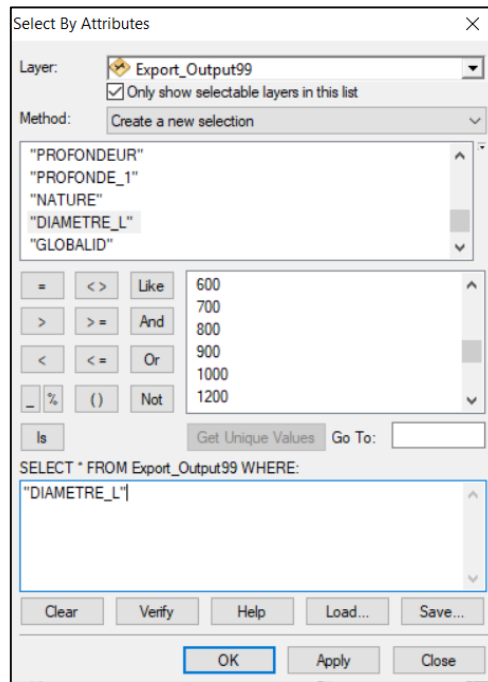 Select By Attributes
Layer: Export_Output99
Only show selectable layers in this list
Method: Create a new selection
"PROFONDEUR"
"PROFONDE_1"
"NATURE"
"DIAMETRE_L"
"GLOBALID"
= < > Like
> > = And
< < = Or
_ % () Not
Is
600
700
800
900
1000
1200
Get Unique Values Go To:
SELECT * FROM Export_Output99 WHERE:
"DIAMETRE_L"
Clear Verify Help Load... Save...
OK Apply Close